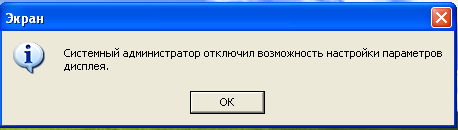 Экран
Системный администратор отключил возможность настройки параметров
дисплея.
OK